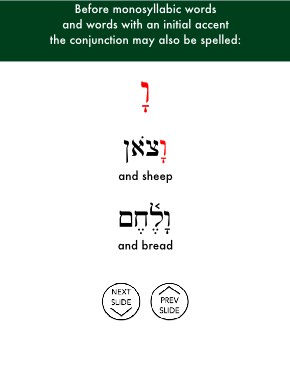 Before monosyllabic words
and words with an initial accent
the conjunction may also be spelled:
וָ
וָצֹאן
and sheep
וָלֶ֫חֶם
and bread
NEXT
SLIDE
PREV
SLIDE